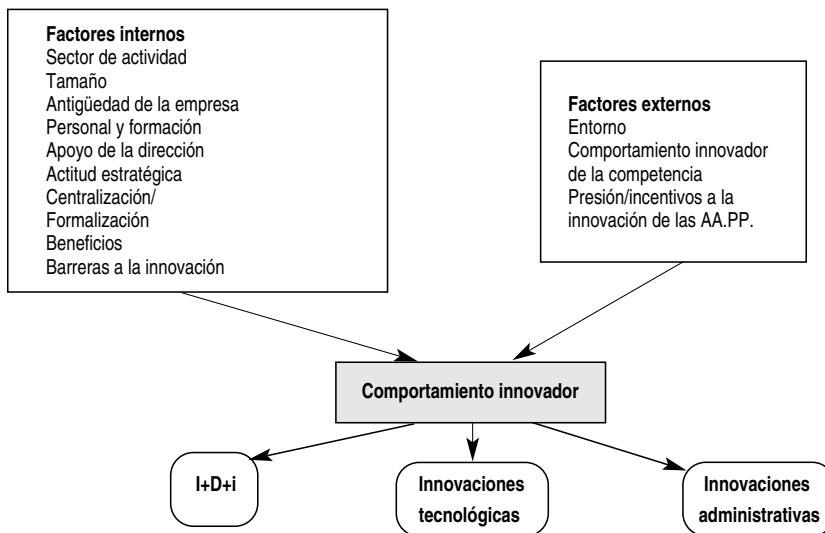 Factores internos
Sector de actividad
Tamaño
Antigüedad de la empresa
Personal y formación
Apoyo de la dirección
Actitud estratégica
Centralización/
Formalización
Beneficios
Barreras a la innovación
Factores externos
Entorno
Comportamiento innovador
de la competencia
Presión/incentivos a la
innovación de las AA.PP.
Comportamiento innovador
I+D+i
Innovaciones
tecnológicas
Innovaciones
administrativas